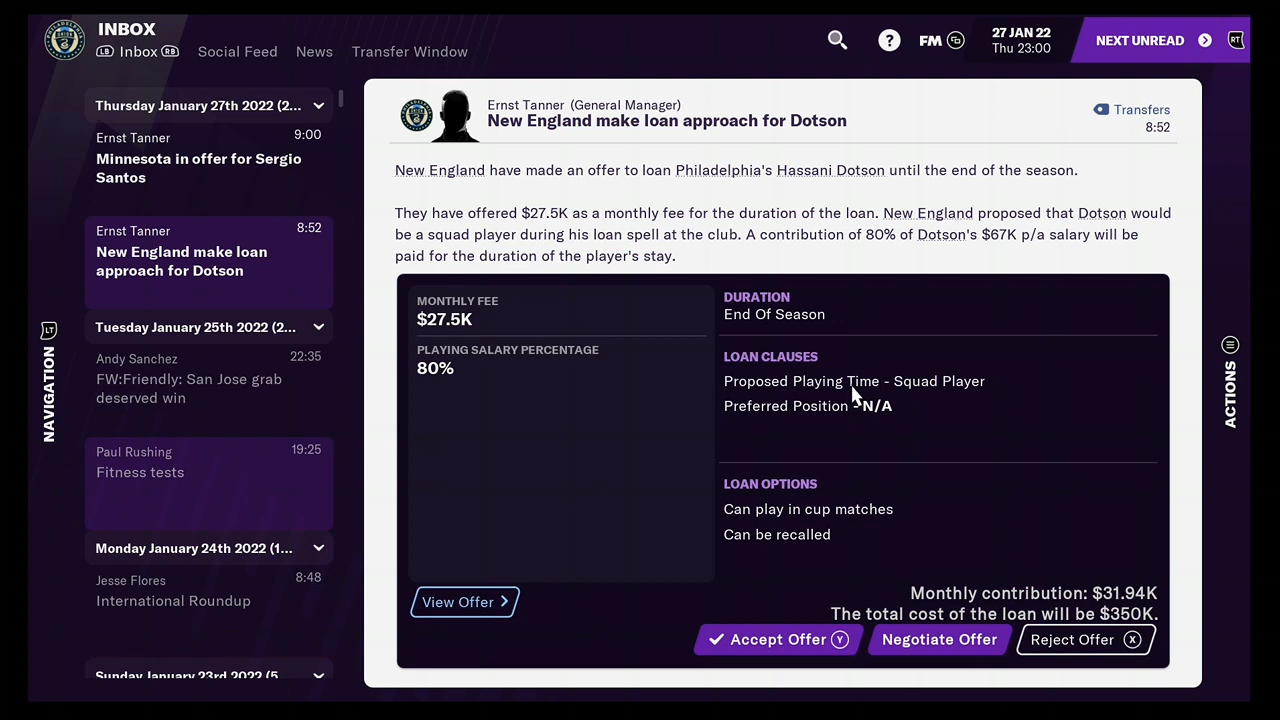 INBOX
LB Inbox RB Social Feed News Transfer Window
FM
27 JAN 22
Thu 23:00
NEXT UNREAD RT
Thursday January 27th 2022 (2...
Ernst Tanner 9:00
Minnesota in offer for Sergio
Santos
Ernst Tanner 8:52
New England make loan
approach for Dotson
Tuesday January 25th 2022 (2...
Andy Sanchez 22:35
FW:Friendly: San Jose grab
deserved win
Paul Rushing 19:25
Fitness tests
Monday January 24th 2022 (1...
Jesse Flores 8:48
International Roundup
Sunday January 23rd 2022 (5
LT
NAVIGATION
Ernst Tanner (General Manager)
New England make loan approach for Dotson
Transfers
8:52
New England have made an offer to loan Philadelphia's Hassani Dotson until the end of the season.
They have offered $27.5K as a monthly fee for the duration of the loan. New England proposed that Dotson would
be a squad player during his loan spell at the club. A contribution of 80% of Dotson's $67K p/a salary will be
paid for the duration of the player's stay.
MONTHLY FEE
$27.5K
PLAYING SALARY PERCENTAGE
80%
DURATION
End Of Season
LOAN CLAUSES
Proposed Playing Time - Squad Player
Preferred Position - N/A
LOAN OPTIONS
Can play in cup matches
Can be recalled
Monthly contribution: $31.94K
The total cost of the loan will be $350K.
View Offer
Accept Offer Y Negotiate Offer Reject Offer X
ACTIONS